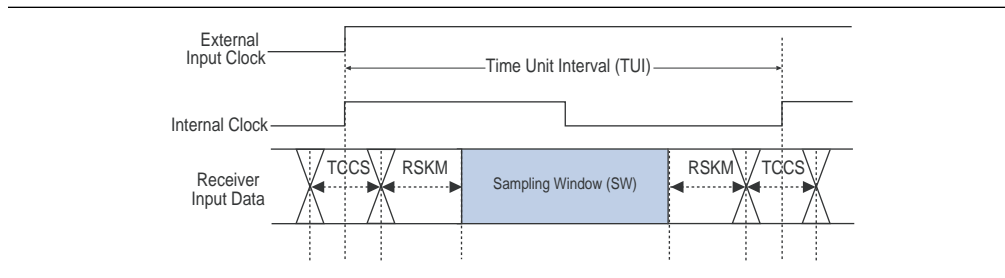 External
Input Clock
Time Unit Interval (TUI)
Internal Clock
Receiver
Input Data
TCCS
RSKM
Sampling Window (SW)
RSKM
TCCS